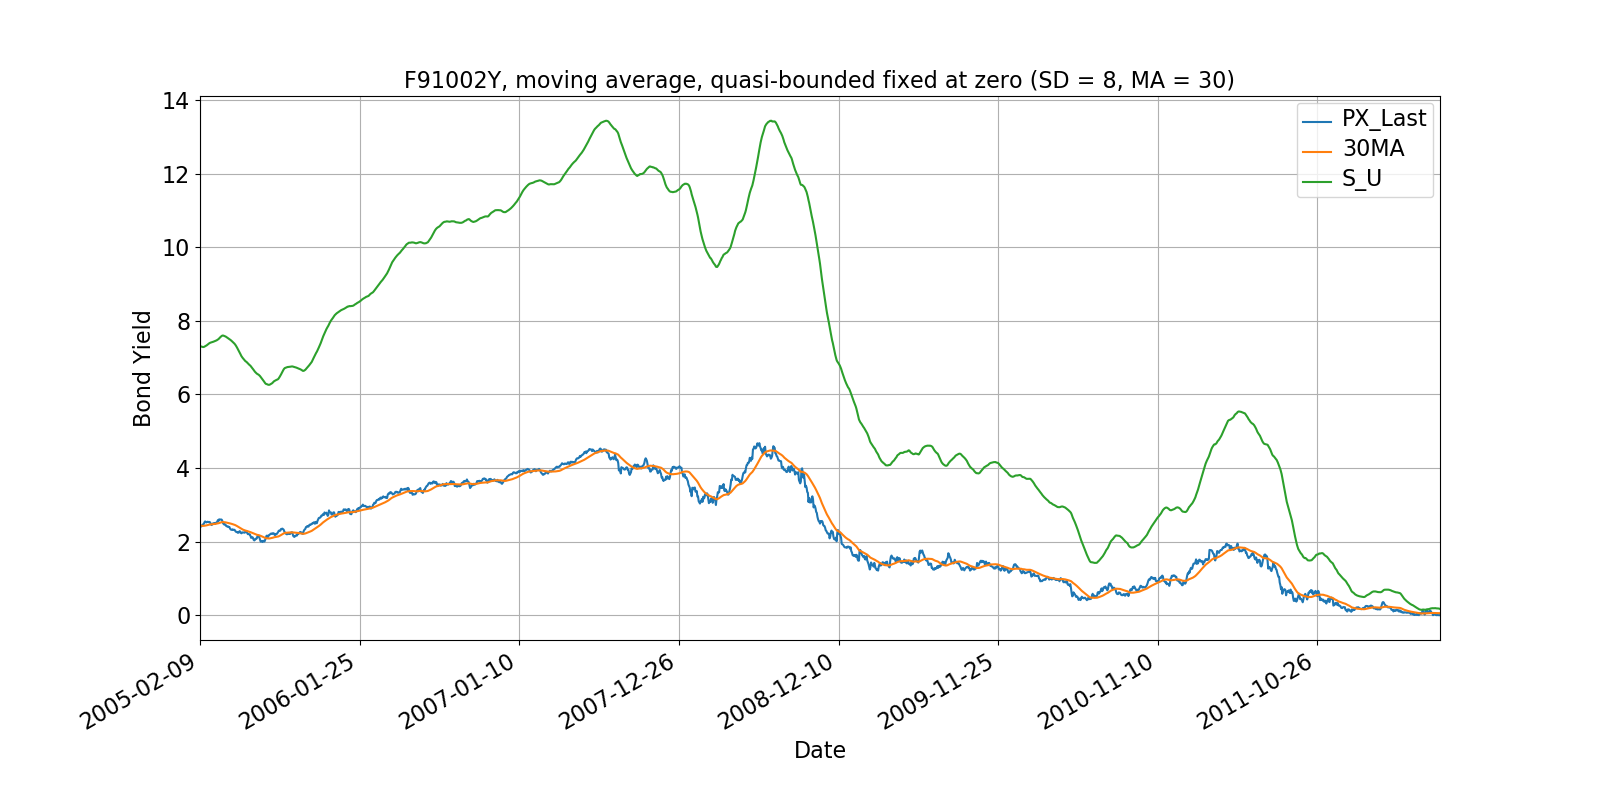 F91002Y, moving average, quasi-bounded fixed at zero (SD = 8, MA = 30)
14
12
10
8
6
4
2
0
Bond Yield
PX_Last
30MA
S_U
2005-02-09
2006-01-25
2007-01-10
2007-12-26
2008-12-10
2009-11-25
2010-11-10
2011-10-26
Date